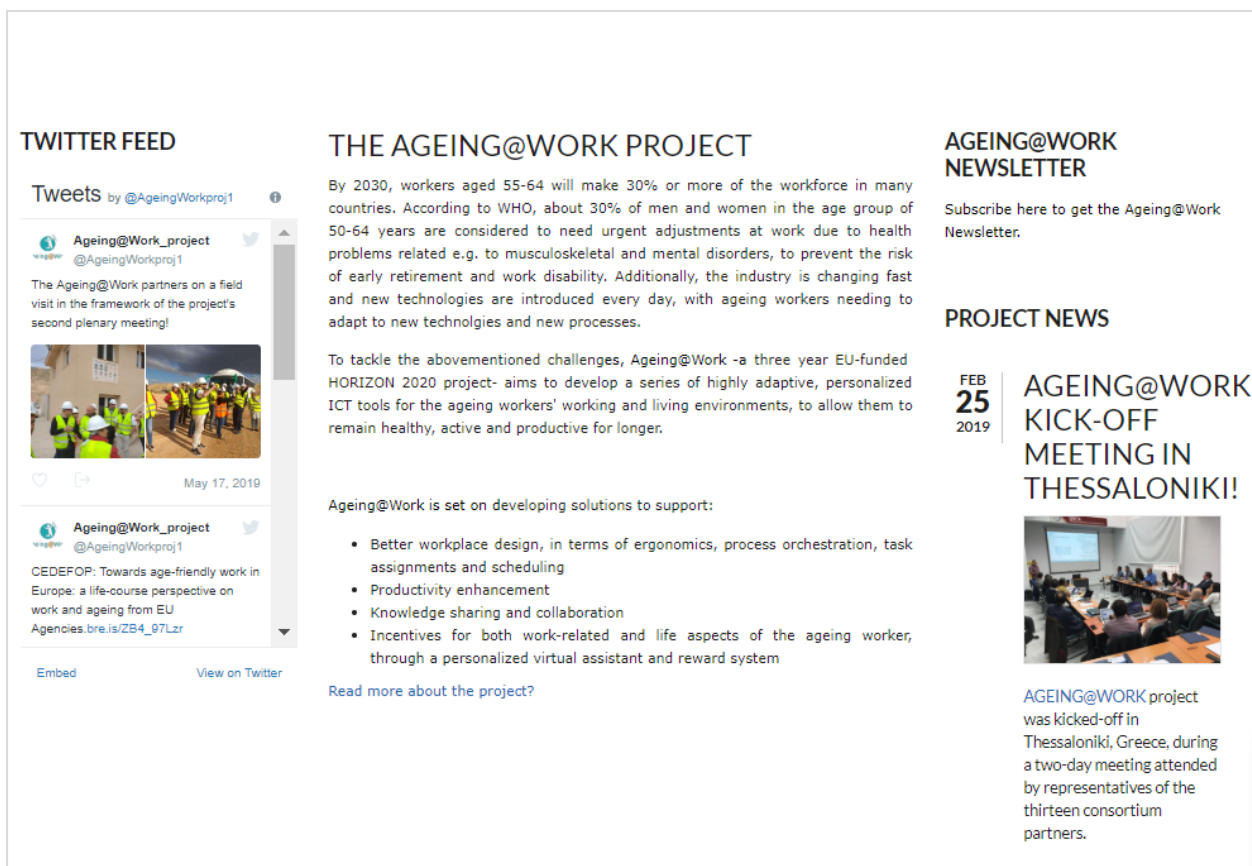 TWITTER FEED
Tweets by @AgeingWorkproj1
Ageing@Work_project
@AgeingWorkproj1
The Ageing@Work partners on a field
visit in the framework of the project's
second plenary meeting!
May 17, 2019
Ageing@Work_project
@AgeingWorkproj1
CEDEFOP: Towards age-friendly work in
Europe: a life-course perspective on
work and ageing from EU
Agencies.bre.is/ZB4_97Lzr
Embed
View on Twitter
THE AGEING@WORK PROJECT
By 2030, workers aged 55-64 will make 30% or more of the workforce in many
countries. According to WHO, about 30% of men and women in the age group of
50-64 years are considered to need urgent adjustments at work due to health
problems related e.g. to musculoskeletal and mental disorders, to prevent the risk
of early retirement and work disability. Additionally, the industry is changing fast
and new technologies are introduced every day, with ageing workers needing to
adapt to new technolgies and new processes.
To tackle the abovementioned challenges, Ageing@Work -a three year EU-funded
HORIZON 2020 project- aims to develop a series of highly adaptive, personalized
ICT tools for the ageing workers' working and living environments, to allow them to
remain healthy, active and productive for longer.
Ageing@Work is set on developing solutions to support:
• Better workplace design, in terms of ergonomics, process orchestration, task
assignments and scheduling
• Productivity enhancement
• Knowledge sharing and collaboration
• Incentives for both work-related and life aspects of the ageing worker,
through a personalized virtual assistant and reward system
Read more about the project?
AGEING@WORK
NEWSLETTER
Subscribe here to get the Ageing@Work
Newsletter.
PROJECT NEWS
FEB
25
2019
AGEING@WORK
KICK-OFF
MEETING IN
THESSALONIKI!
AGEING@WORK project
was kicked-off in
Thessaloniki, Greece, during
a two-day meeting attended
by representatives of the
thirteen consortium
partners.